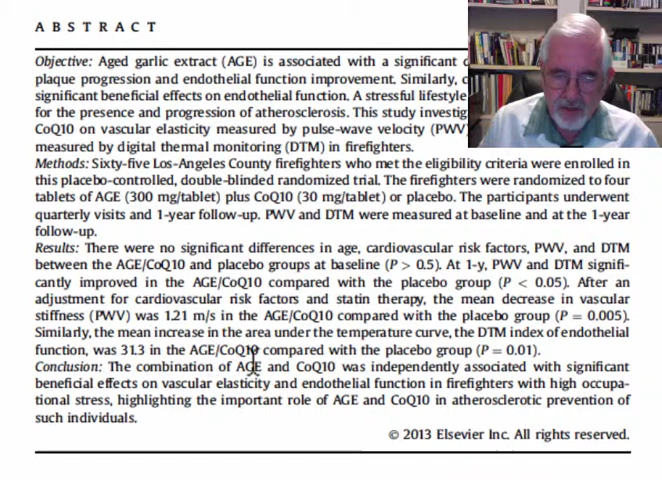 A B S T R A C T
Objective: Aged garlic extract (AGE) is associated with a significant
plaque progression and endothelial function improvement. Similarly,
significant beneficial effects on endothelial function. A stressful lifestyle
for the presence and progression of atherosclerosis. This study
CoQ10 on vascular elasticity measured by pulse-wave velocity (PWV)
measured by digital thermal monitoring (DTM) in firefighters.
Methods: Sixty-five Los-Angeles County firefighters who met the eligibility criteria were enrolled in
this placebo-controlled, double-blinded randomized trial. The firefighters were randomized to four
tablets of AGE (300 mg/tablet) plus CoQ10 (30 mg/tablet) or placebo. The participants underwent
quarterly visits and 1-year follow-up. PWV and DTM were measured at baseline and at the 1-year
follow-up.
Results: There were no significant differences in age, cardiovascular risk factors, PWV, and DTM
between the AGE/CoQ10 and placebo groups at baseline (P > 0.5). At 1-y, PWV and DTM signifi-
cantly improved in the AGE/CoQ10 compared with the placebo group (P < 0.05). After an
adjustment for cardiovascular risk factors and statin therapy, the mean decrease in vascular
stiffness (PWV) was 1.21 m/s in the AGE/CoQ10 compared with the placebo group (P = 0.005).
Similarly, the mean increase in the area under the temperature curve, the DTM index of endothelial
function, was 31.3 in the AGE/CoQ10 compared with the placebo group (P = 0.01).
Conclusion: The combination of AGE and CoQ10 was independently associated with significant
beneficial effects on vascular elasticity and endothelial function in firefighters with high occupa-
tional stress, highlighting the important role of AGE and CoQ10 in atherosclerotic prevention of
such individuals.
© 2013 Elsevier Inc. All rights reserved.